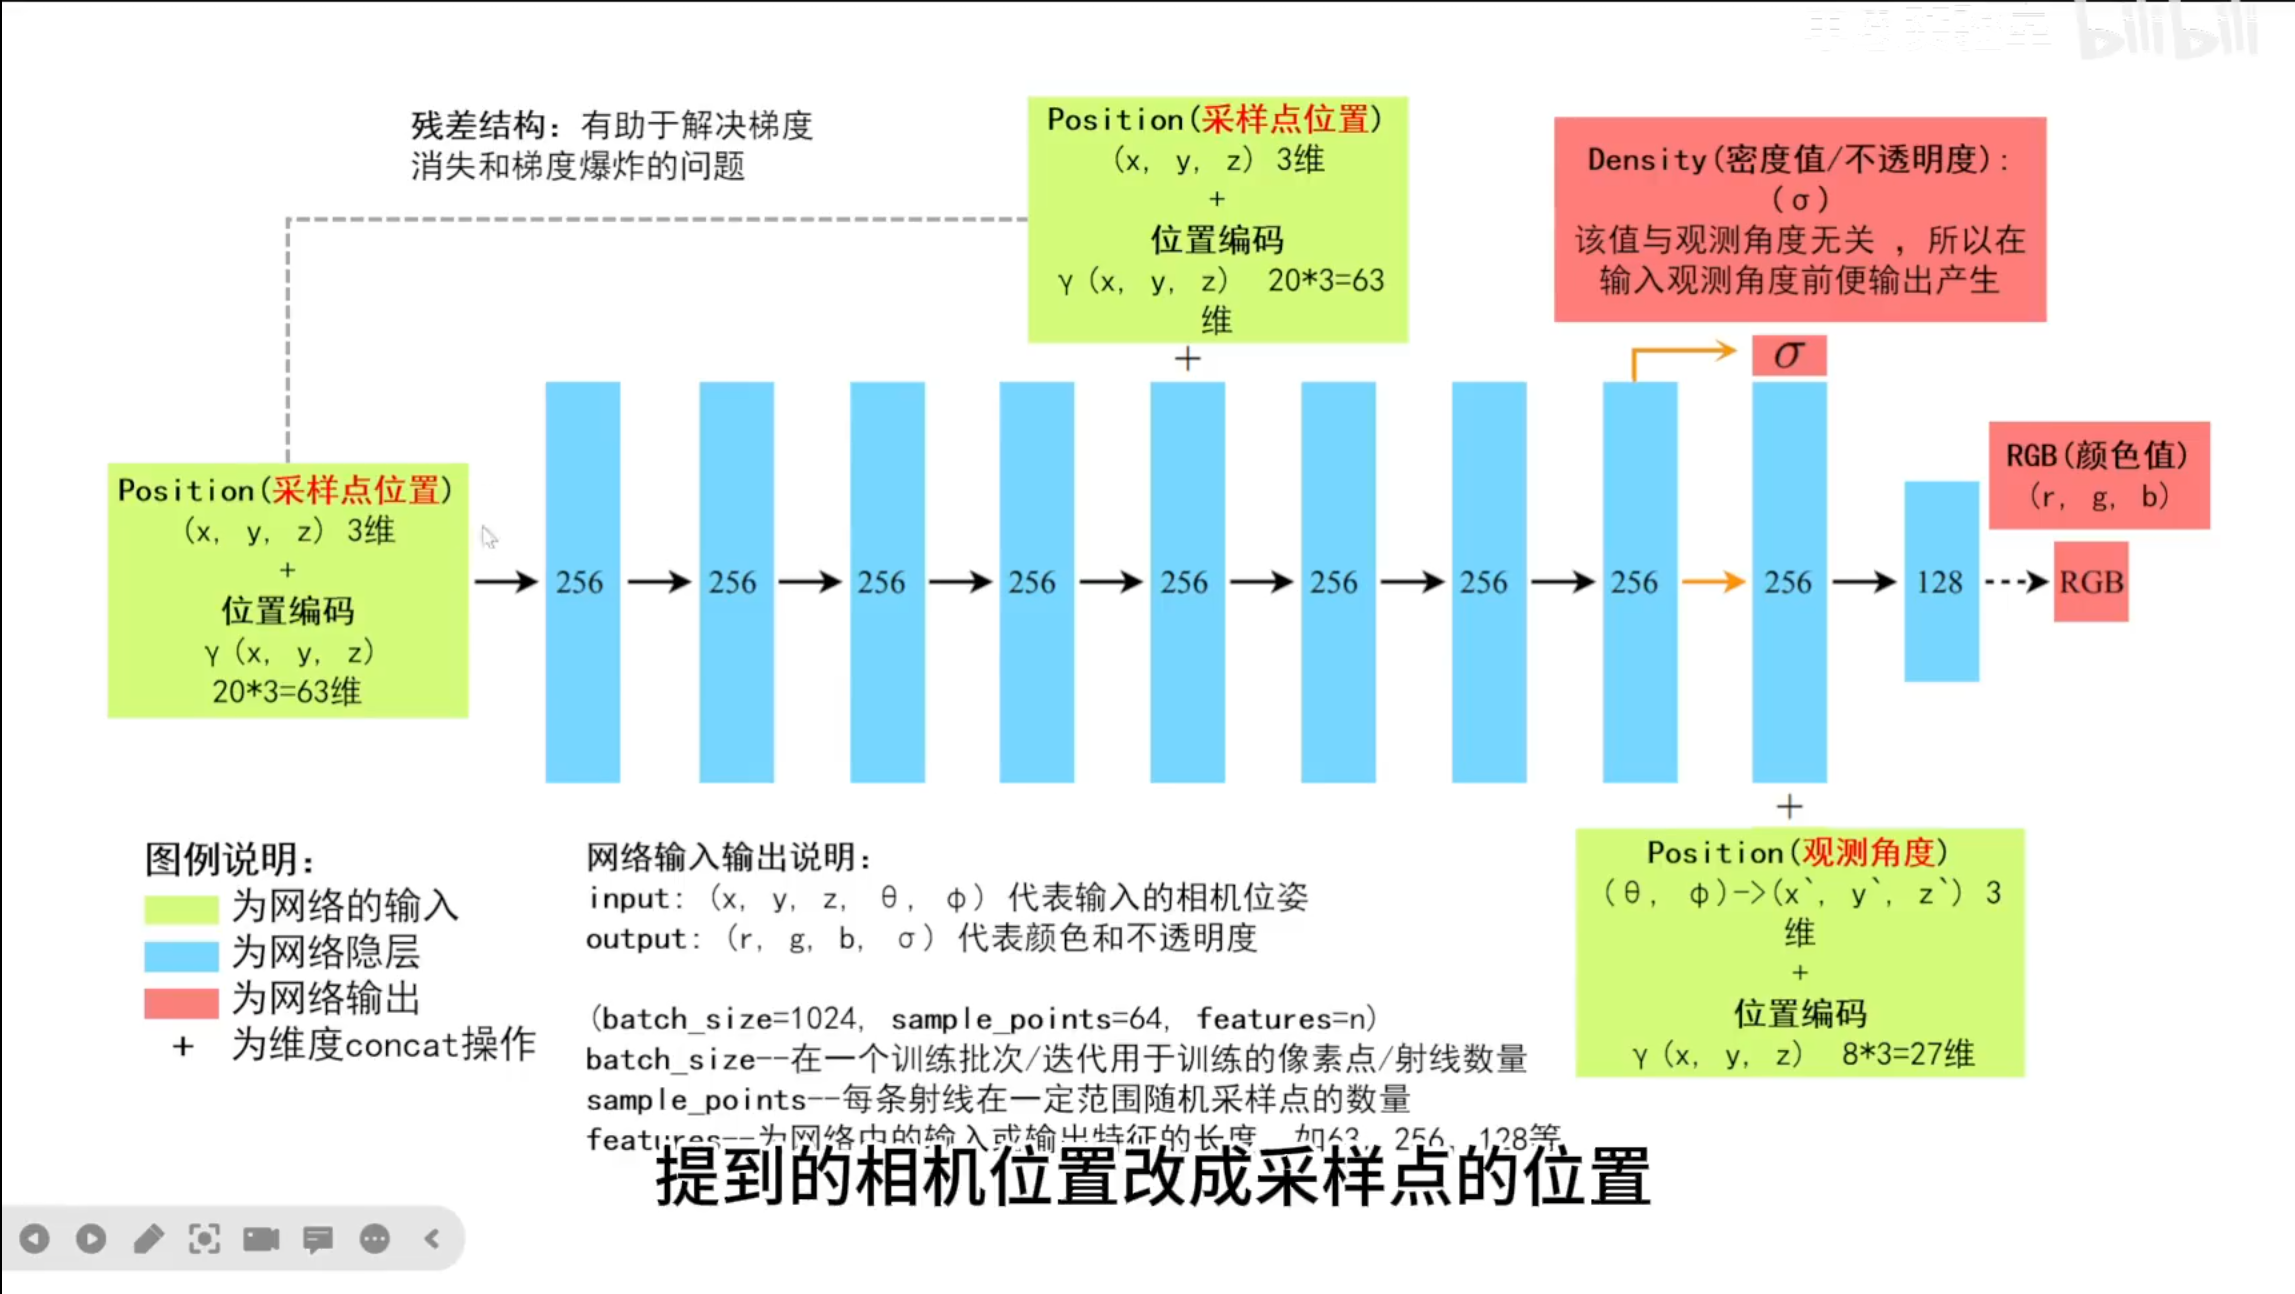 bilibili
残差结构：有助于解决梯度
消失和梯度爆炸的问题
Position(采样点位置)
(x, y, z) 3维
+
位置编码
γ(x, y, z) 20*3=63
维
+
Density(密度值/不透明度):
(σ)
该值与观测角度无关 ，所以在
输入观测角度前便输出产生
σ
RGB(颜色值)
(r, g, b)
Position(采样点位置)
(x, y, z) 3维
+
位置编码
γ(x, y, z)
20*3=63维
256
256
256
256
256
256
256
256
256
128
RGB
+
Position(观测角度)
(θ, φ)->(x`, y`, z`) 3
维
+
位置编码
γ(x, y, z) 8*3=27维
图例说明：
为网络的输入
为网络隐层
为网络输出
+ 为维度concat操作
网络输入输出说明：
input: (x, y, z, θ, φ) 代表输入的相机位姿
output: (r, g, b, σ) 代表颜色和不透明度
(batch_size=1024, sample_points=64, features=n)
batch_size--在一个训练批次/迭代用于训练的像素点/射线数量
sample_points--每条射线在一定范围随机采样点的数量
features--为网络中的输入或输出特征的长度，如63、256、128等
提到的相机位置改成采样点的位置